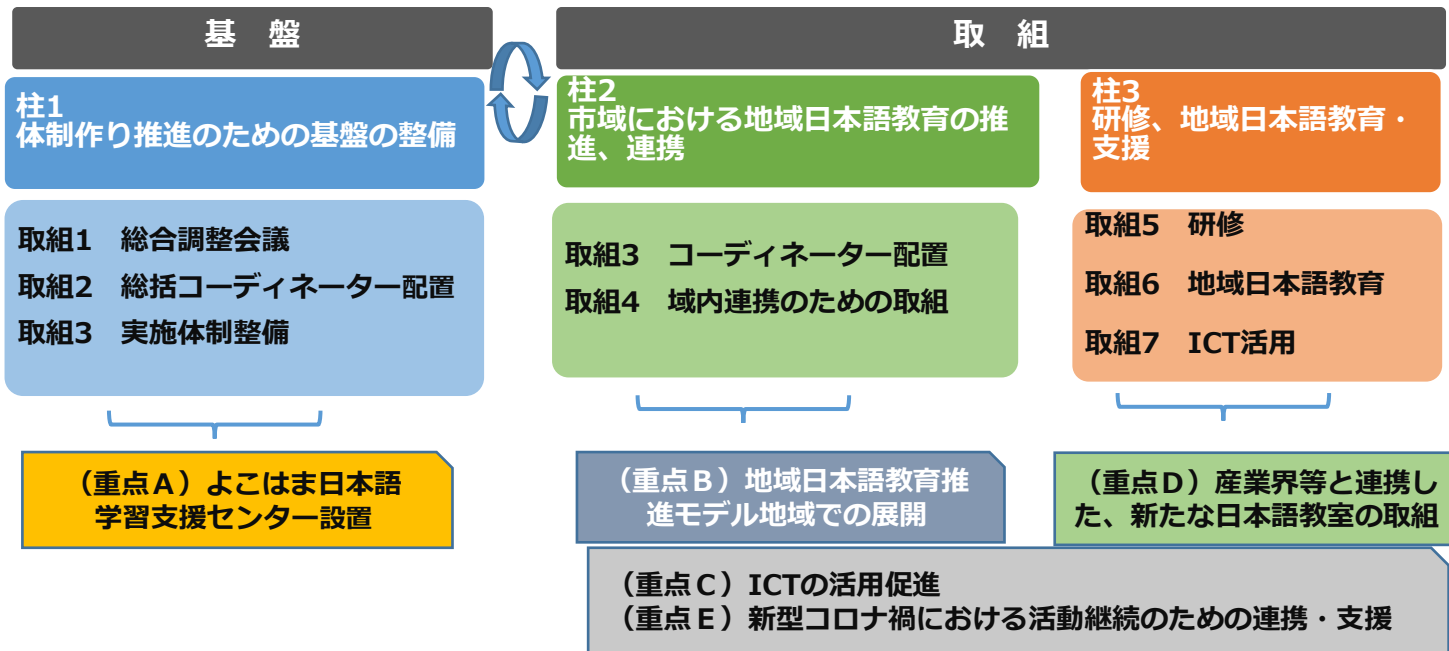 基　盤
取　組
柱1
体制作り推進のための基盤の整備
柱2
市域における地域日本語教育の推
進、連携
柱3
研修、地域日本語教育・
支援
取組1　総合調整会議
取組2　総括コーディネーター配置
取組3　実施体制整備
取組3　コーディネーター配置
取組4　域内連携のための取組
取組5　研修
取組6　地域日本語教育
取組7　ICT活用
（重点Ａ）よこはま日本語
学習支援センター設置
（重点Ｂ）地域日本語教育推
進モデル地域での展開
（重点Ｄ）産業界等と連携し
た、新たな日本語教室の取組
（重点Ｃ）ICTの活用促進
（重点Ｅ）新型コロナ禍における活動継続のための連携・支援